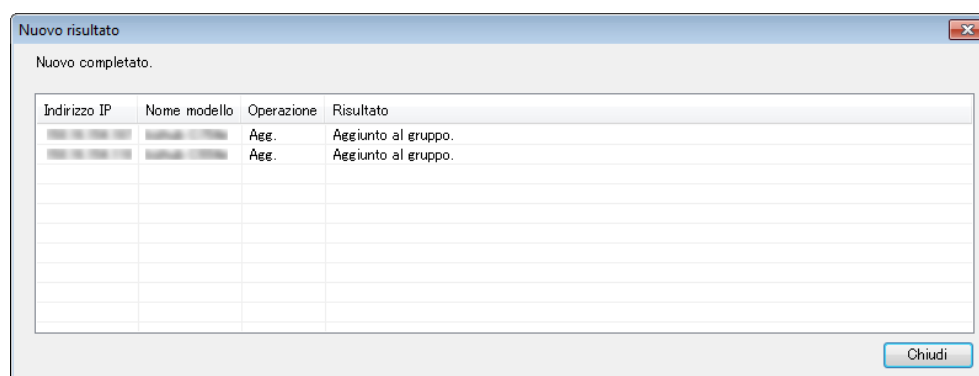 Nuovo risultato
Nuovo completato.
Indirizzo IP Nome modello Operazione Risultato
Agg. Aggiunto al gruppo.
Agg. Aggiunto al gruppo.
Chiudi